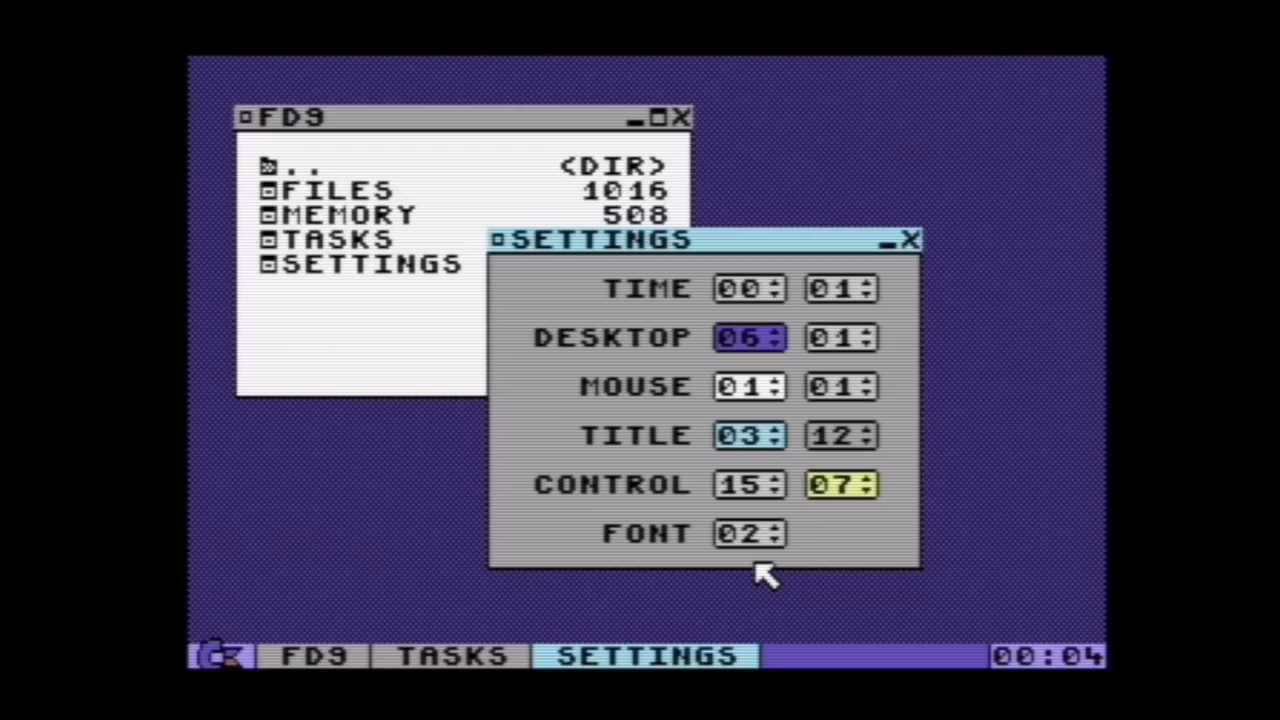 FD9
.. <DIR>
FILES 1016
MEMORY 508
TASKS
SETTINGS
SETTINGS
TIME 00 01
DESKTOP 06 01
MOUSE 01 01
TITLE 03 12
CONTROL 15 07
FONT 02
FD9 TASKS SETTINGS 00:04